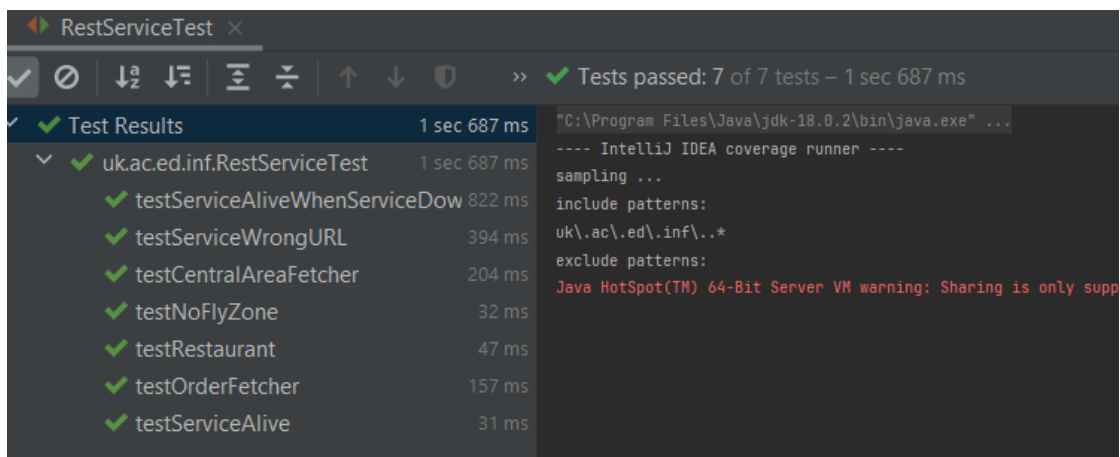 RestServiceTest
Tests passed: 7 of 7 tests – 1 sec 687 ms
Test Results 1 sec 687 ms
uk.ac.ed.inf.RestServiceTest 1 sec 687 ms
testServiceAliveWhenServiceDow 822 ms
testServiceWrongURL 394 ms
testCentralAreaFetcher 204 ms
testNoFlyZone 32 ms
testRestaurant 47 ms
testOrderFetcher 157 ms
testServiceAlive 31 ms
"C:\Program Files\Java\jdk-18.0.2\bin\java.exe" ...
---- IntelliJ IDEA coverage runner ----
sampling ...
include patterns:
uk\.ac\.ed\.inf\..*
exclude patterns:
Java HotSpot(TM) 64-Bit Server VM warning: Sharing is only supp